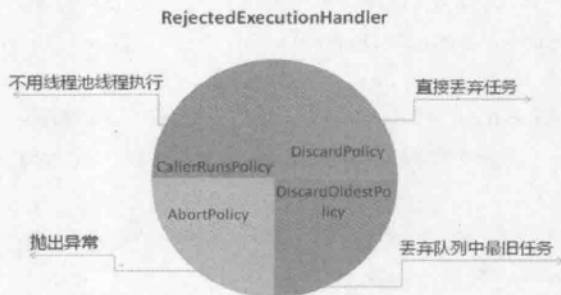 RejectedExecutionHandler
不用线程池线程执行
直接丢弃任务
CallerRunsPolicy
DiscardPolicy
DiscardOldestPo
licy
AbortPolicy
抛出异常
丢弃队列中最旧任务